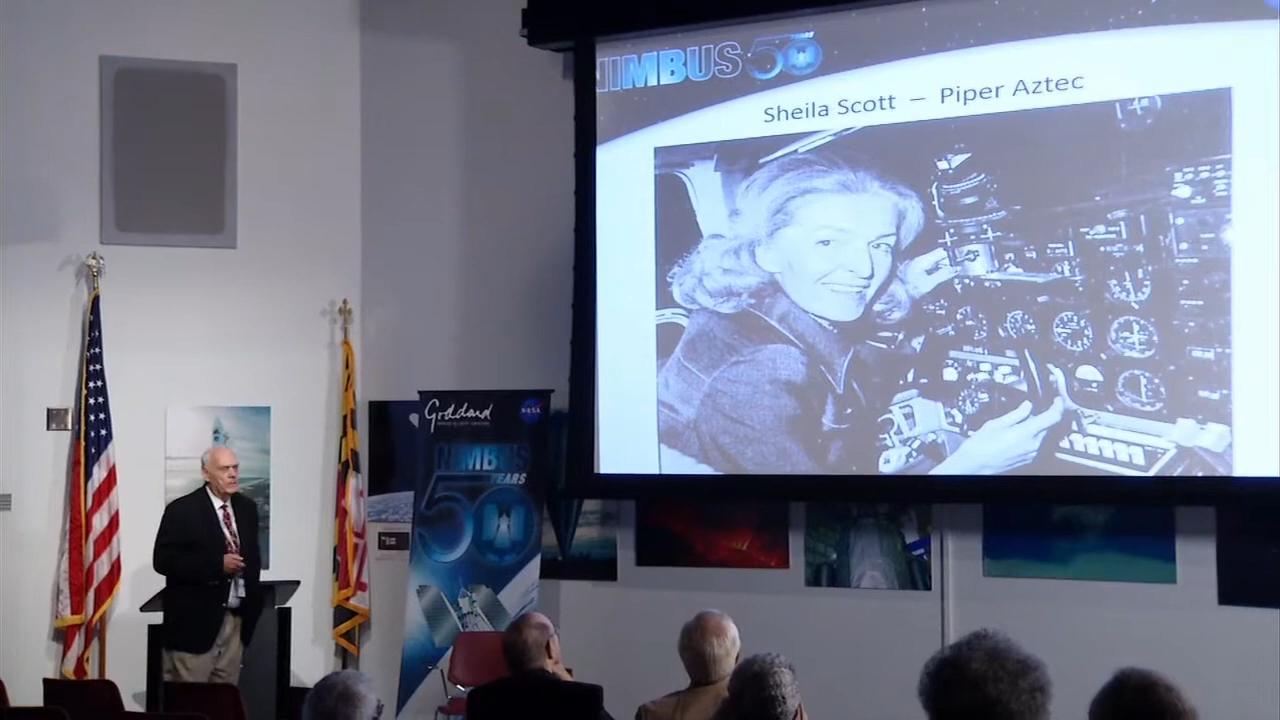 NIMBUS 50
Sheila Scott – Piper Aztec
Goddard
NASA
NIMBUS
YEARS
50